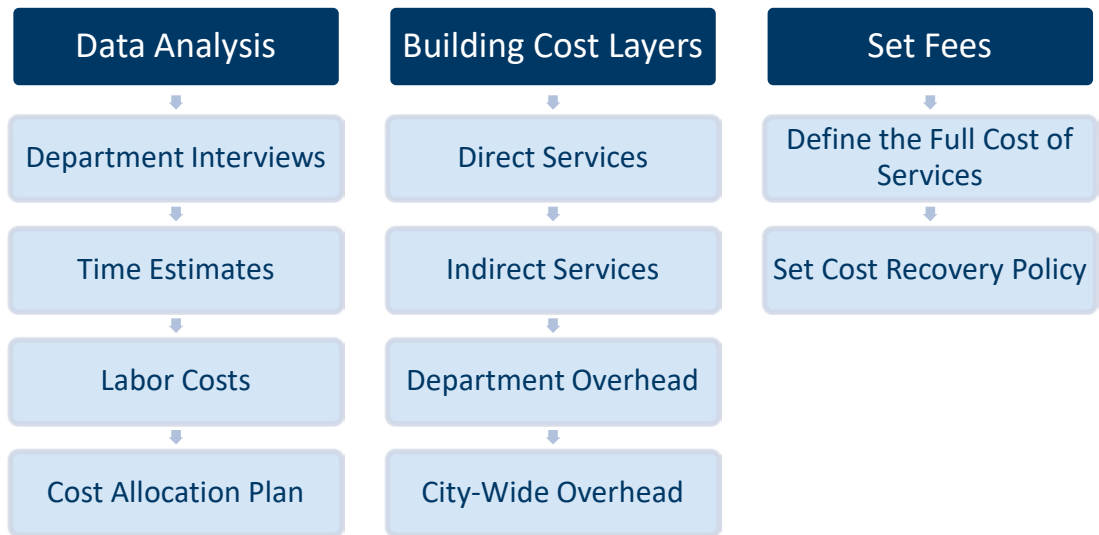 Data Analysis
Department Interviews
Time Estimates
Labor Costs
Cost Allocation Plan
Building Cost Layers
Direct Services
Indirect Services
Department Overhead
City-Wide Overhead
Set Fees
Define the Full Cost of
Services
Set Cost Recovery Policy